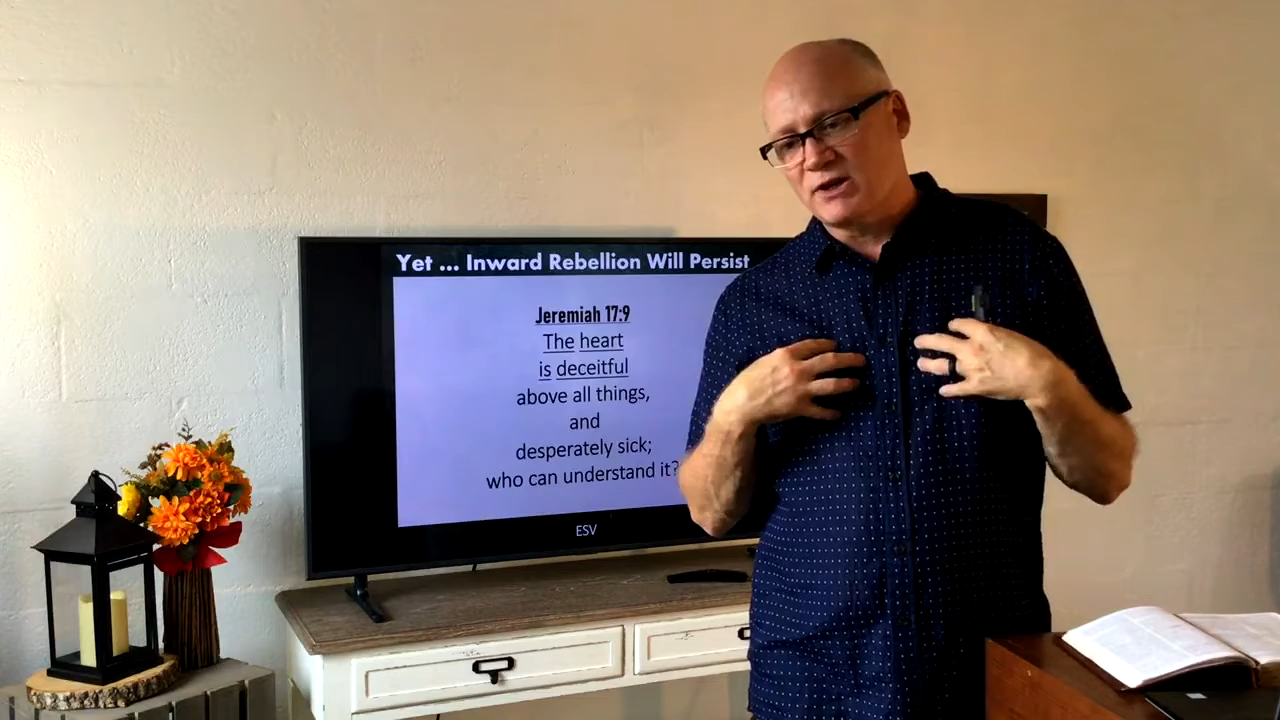 Yet ... Inward Rebellion Will Persist
Jeremiah 17:9
The heart
is deceitful
above all things,
and
desperately sick;
who can understand it?
ESV